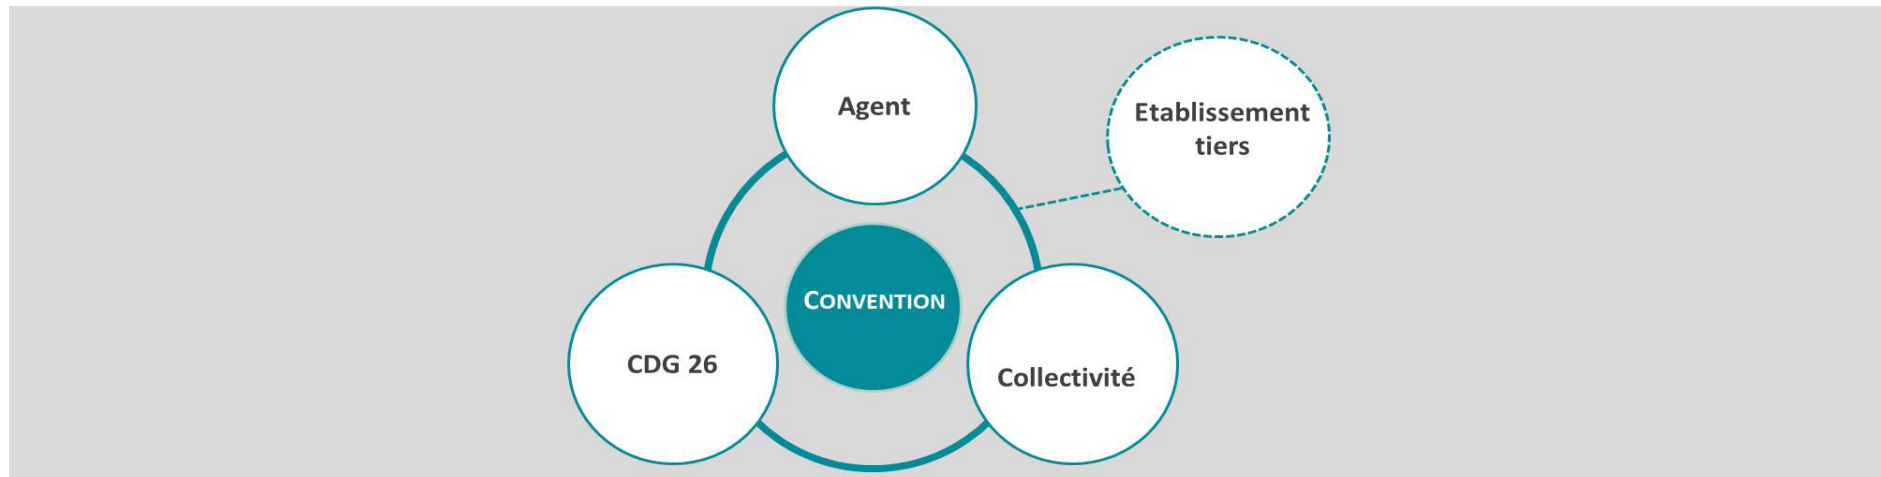 Agent
Etablissement
tiers
CONVENTION
CDG 26
Collectivité